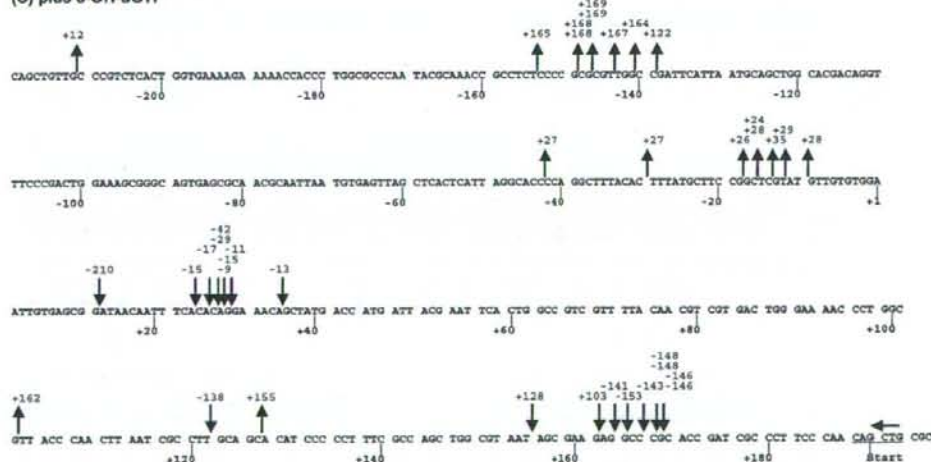 +169
+169
+12 +165 +168 +168 +167 +164 +122
CAGCTGTTGC CCGTCTCACT GGTGAAAAGA AAAACCACCC TGGCGCCCAA TACGCAAACC GCCTCTCCCC GCGCGTTGGC CGATTCATTA ATGCAGCTGG CACGACAGGT
-200 -180 -160 -140 -120
+24
+27 +27 +26 +28 +35 +29 +28
TTCCCGACTG GAAAGCGGGC AGTGAGCGCA ACGCAATTAA TGTGAGTTAG CTCACTCATT AGGCACCCCA GGCTTTACAC TTTATGCTTC CGGCTCGTAT GTTGTGTGGA
-100 -80 -60 -40 -20 +1
-42
-29
-17 -11
-15
-210 -15 -9 -13
ATTGTGAGCG GATAACAATT TCACACAGGA AACAGCTATG ACC ATG ATT ACG AAT TCA CTG GCC GTC GTT TTA CAA CGT CGT GAC TGG GAA AAC CCT GGC
+20 +40 +60 +80 +100
-148
-148
-141 -146
+162 -138 +155 +128 +103 -153 -143 -146
GTT ACC CAA CTT AAT CGC CTT GCA GCA CAT CCC CCT TTC GCC AGC TGG CGT AAT AGC GAA GAG GCC CGC ACC GAT CGC CCT TCC CAA CAG CTG CGC
+120 +140 +160 +180 Start